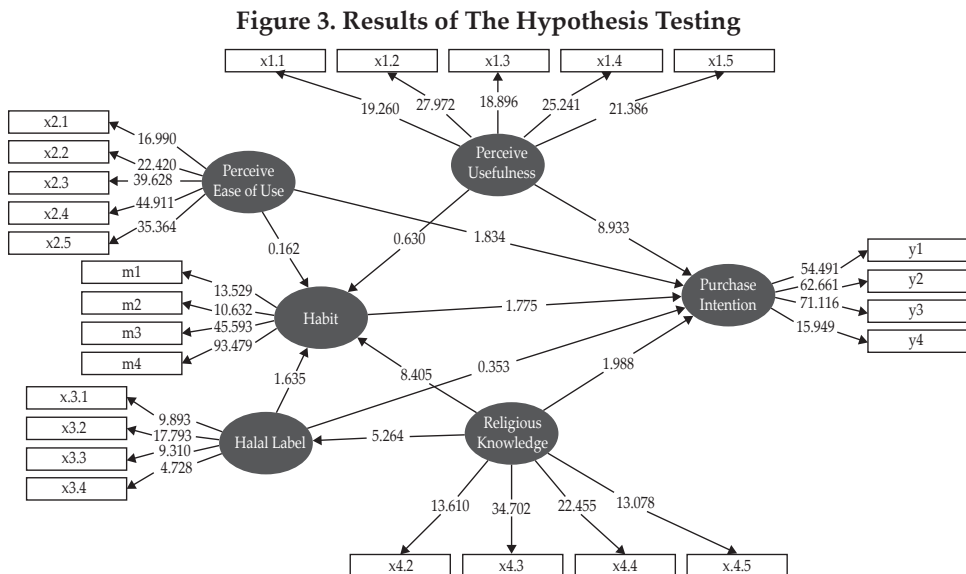 Figure 3. Results of The Hypothesis Testing
x1.1
x1.2
x1.3
x1.4
x1.5
19.260
27.972
18.896
25.241
21.386
x2.1
x2.2
x2.3
x2.4
x2.5
16.990
22.420
39.628
44.911
35.364
Perceive
Ease of Use
Perceive
Usefulness
0.162
0.630
1.834
8.933
m1
m2
m3
m4
13.529
10.632
45.593
93.479
Habit
1.775
Purchase
Intention
54.491
62.661
71.116
15.949
y1
y2
y3
y4
1.635
8.405
0.353
1.988
x.3.1
x3.2
x3.3
x3.4
9.893
17.793
9.310
4.728
Halal Label
5.264
Religious
Knowledge
13.610
34.702
22.455
13.078
x4.2
x4.3
x4.4
x.4.5